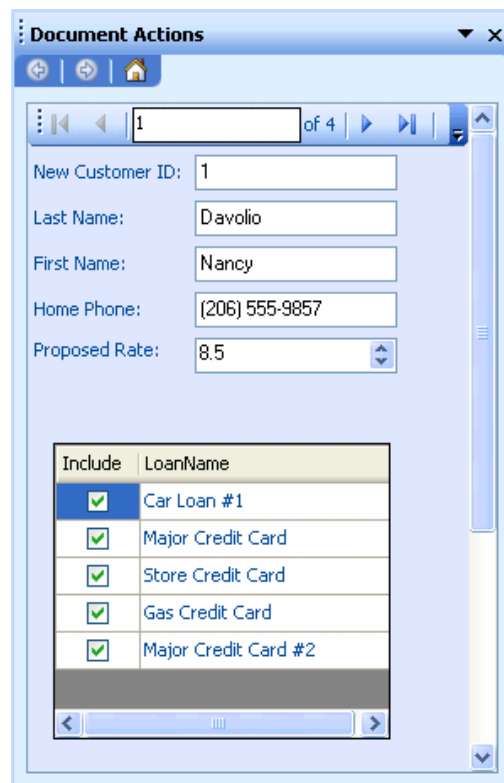 Document Actions
1 of 4
New Customer ID: 1
Last Name: Davolio
First Name: Nancy
Home Phone: (206) 555-9857
Proposed Rate: 8.5
Include LoanName
Car Loan #1
Major Credit Card
Store Credit Card
Gas Credit Card
Major Credit Card #2